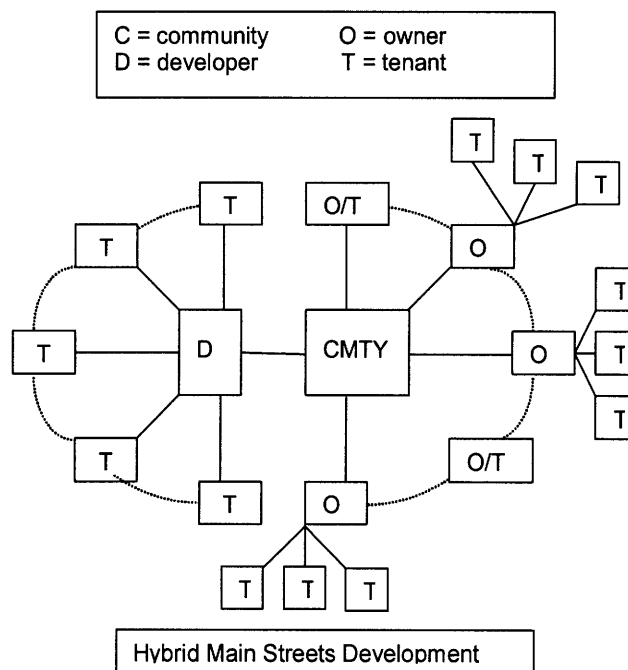 C = community O = owner
D = developer T = tenant
T
T
T
T O/T
T O
T
T D CMTY O T
T
T O/T
T O
T T T
Hybrid Main Streets Development